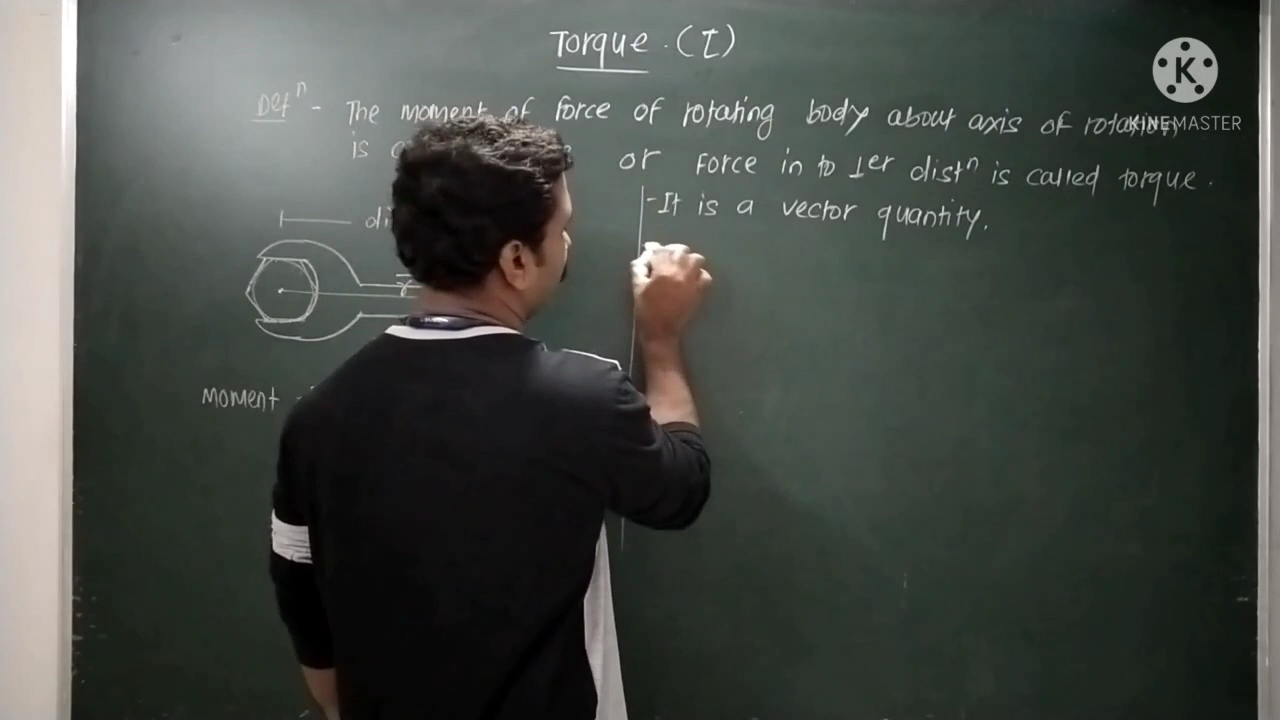 Torque . (τ)
Defⁿ - The moment of force of rotating body about axis of rotation
is or Force in to ⊥er distⁿ is called torque.
- It is a vector quantity.
moment
K
KINEMASTER